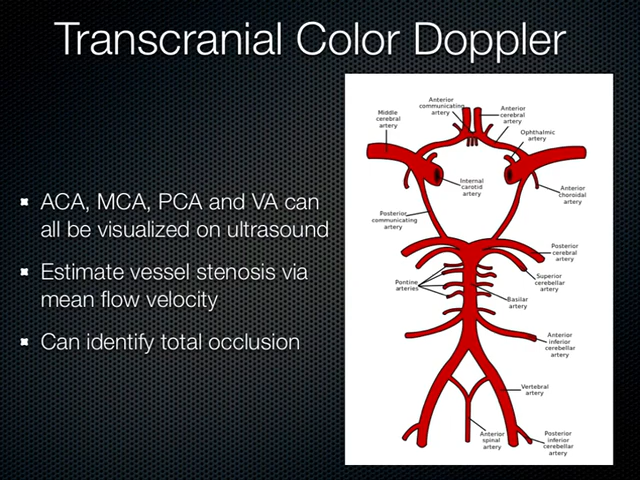 Transcranial Color Doppler
ACA, MCA, PCA and VA can
all be visualized on ultrasound
Estimate vessel stenosis via
mean flow velocity
Can identify total occlusion
Anterior
communicating
artery
Anterior
cerebral
artery
Middle
cerebral
artery
Ophthalmic
artery
Internal
carotid
artery
Anterior
choroidal
artery
Posterior
communicating
artery
Posterior
cerebral
artery
Superior
cerebellar
artery
Pontine
arteries
Basilar
artery
Anterior
inferior
cerebellar
artery
Vertebral
artery
Anterior
spinal
artery
Posterior
inferior
cerebellar
artery